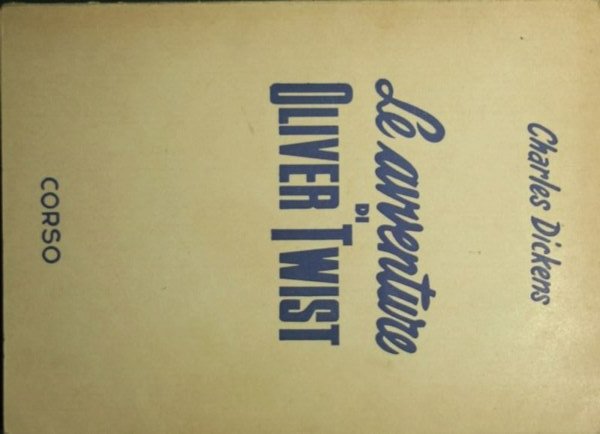 Charles Dickens
Le avventure
DI
OLIVER TWIST
CORSO